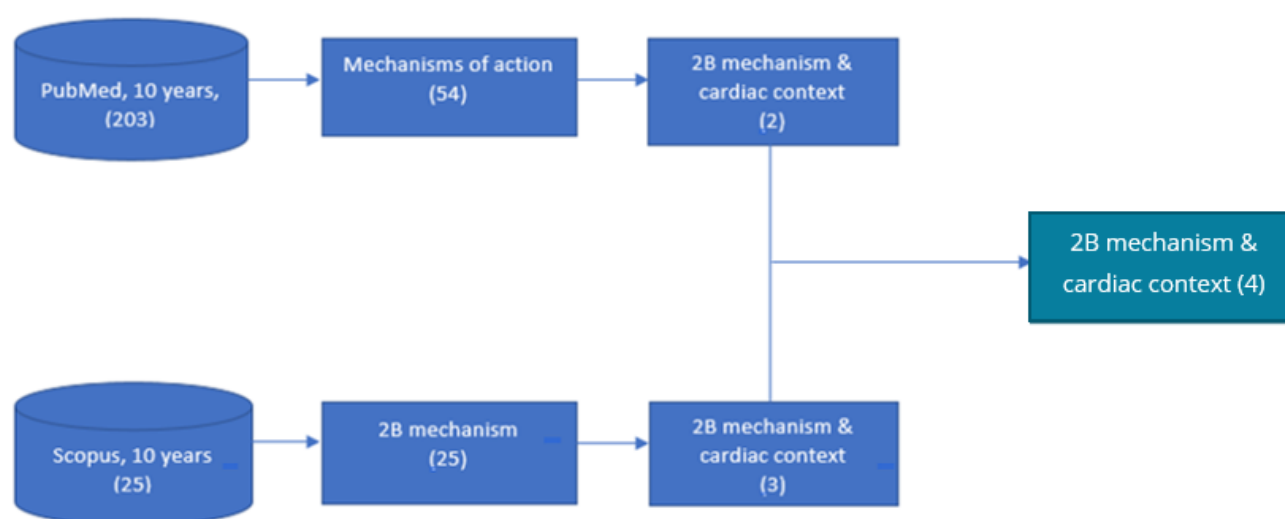 PubMed, 10 years,
(203)
Mechanisms of action
(54)
2B mechanism &
cardiac context
(2)
2B mechanism &
cardiac context (4)
Scopus, 10 years
(25)
2B mechanism
(25)
2B mechanism &
cardiac context
(3)